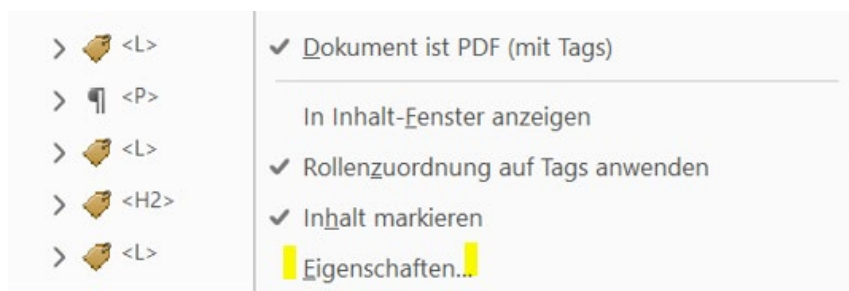 <L>
<P>
<L>
<H2>
<L>
Dokument ist PDF (mit Tags)
In Inhalt-Fenster anzeigen
Rollenzuordnung auf Tags anwenden
Inhalt markieren
Eigenschaften...